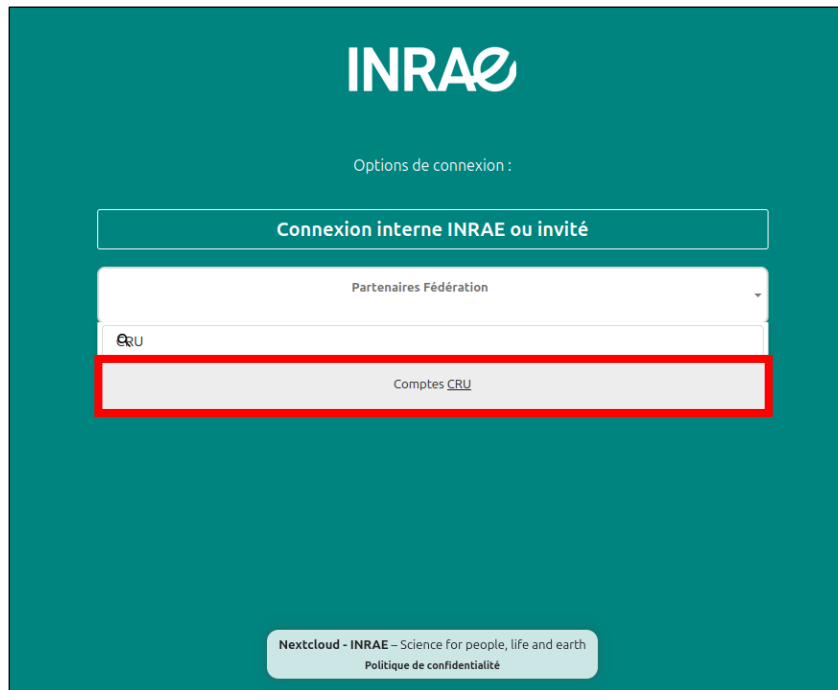 INRAE
Options de connexion :
Connexion interne INRAE ou invité
Partenaires Fédération
CRU
Comptes CRU
Nextcloud - INRAE – Science for people, life and earth
Politique de confidentialité